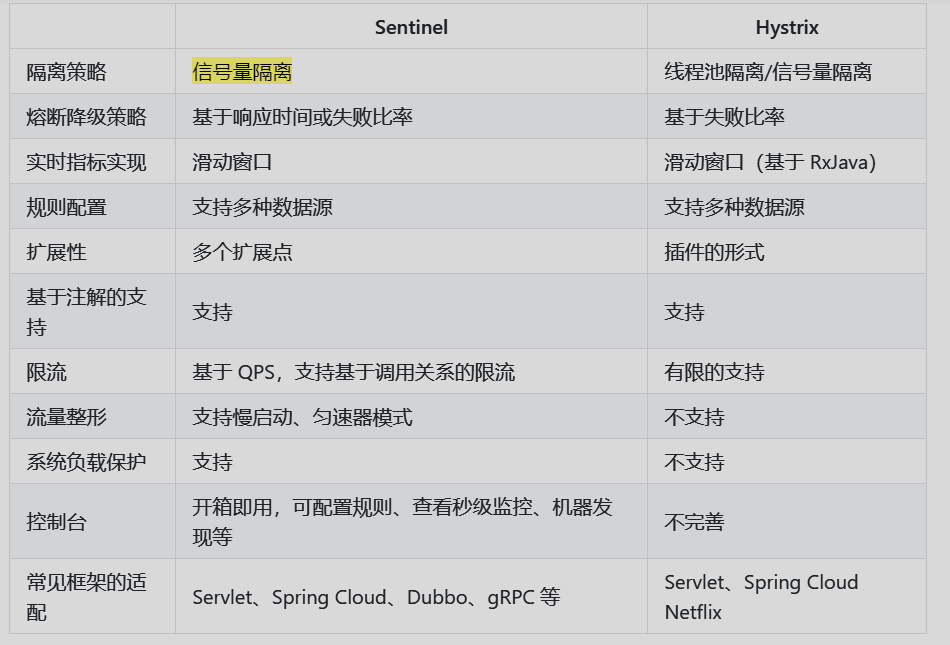 Sentinel Hystrix
隔离策略 信号量隔离 线程池隔离/信号量隔离
熔断降级策略 基于响应时间或失败比率 基于失败比率
实时指标实现 滑动窗口 滑动窗口（基于 RxJava）
规则配置 支持多种数据源 支持多种数据源
扩展性 多个扩展点 插件的形式
基于注解的支
持
支持 支持
限流 基于 QPS，支持基于调用关系的限流 有限的支持
流量整形 支持慢启动、匀速器模式 不支持
系统负载保护 支持 不支持
控制台
开箱即用，可配置规则、查看秒级监控、机器发
现等
不完善
常见框架的适
配
Servlet、Spring Cloud、Dubbo、gRPC 等
Servlet、Spring Cloud
Netflix